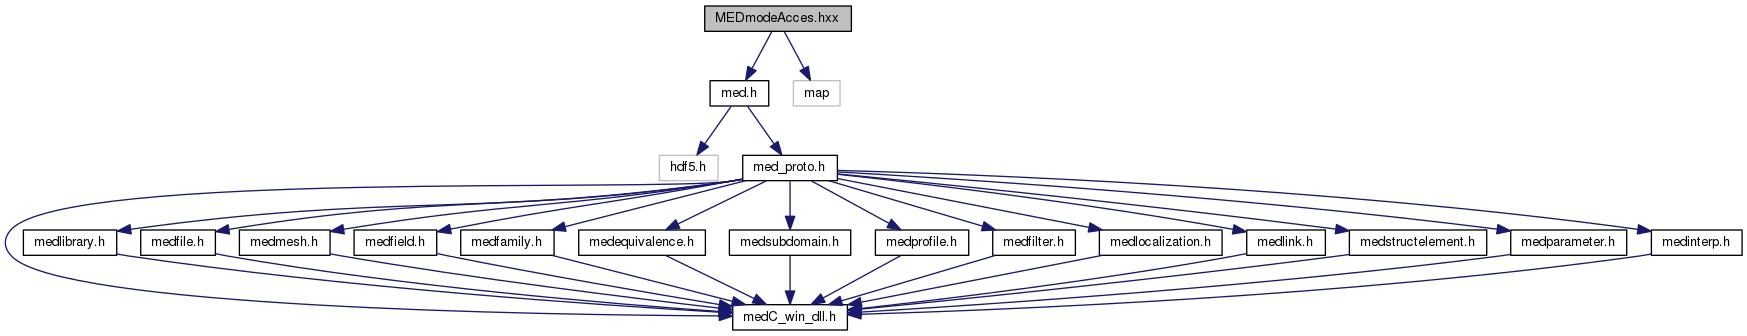 MEDmodeAcces.hxx
med.h
map
hdf5.h
med_proto.h
medlibrary.h
medfile.h
medmesh.h
medfield.h
medfamily.h
medequivalence.h
medsubdomain.h
medprofile.h
medfilter.h
medlocalization.h
medlink.h
medstructelement.h
medparameter.h
medinterp.h
medC_win_dll.h